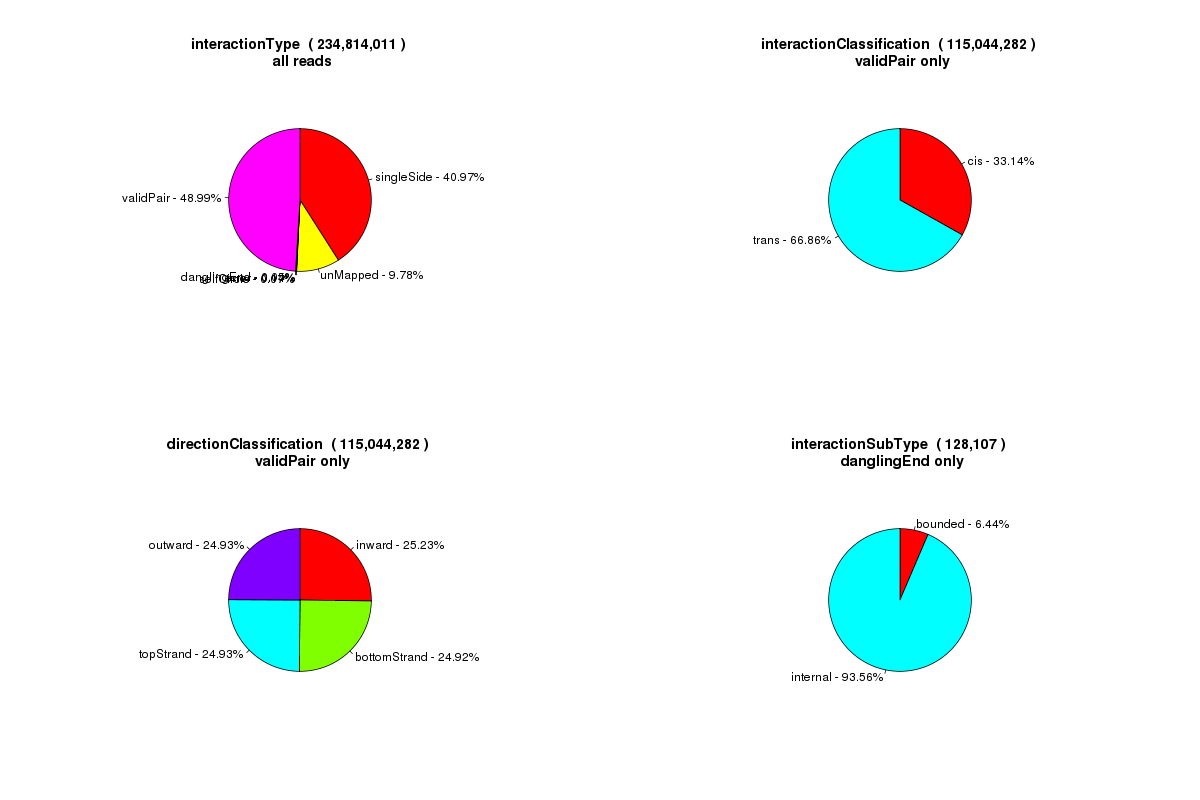 interactionType ( 234,814,011 )
all reads
singleSide - 40.97%
validPair - 48.99%
danglingEnd
unMapped - 9.78%
interactionClassification ( 115,044,282 )
validPair only
cis - 33.14%
trans - 66.86%
directionClassification ( 115,044,282 )
validPair only
outward - 24.93%
inward - 25.23%
topStrand - 24.93%
bottomStrand - 24.92%
interactionSubType ( 128,107 )
danglingEnd only
bounded - 6.44%
internal - 93.56%